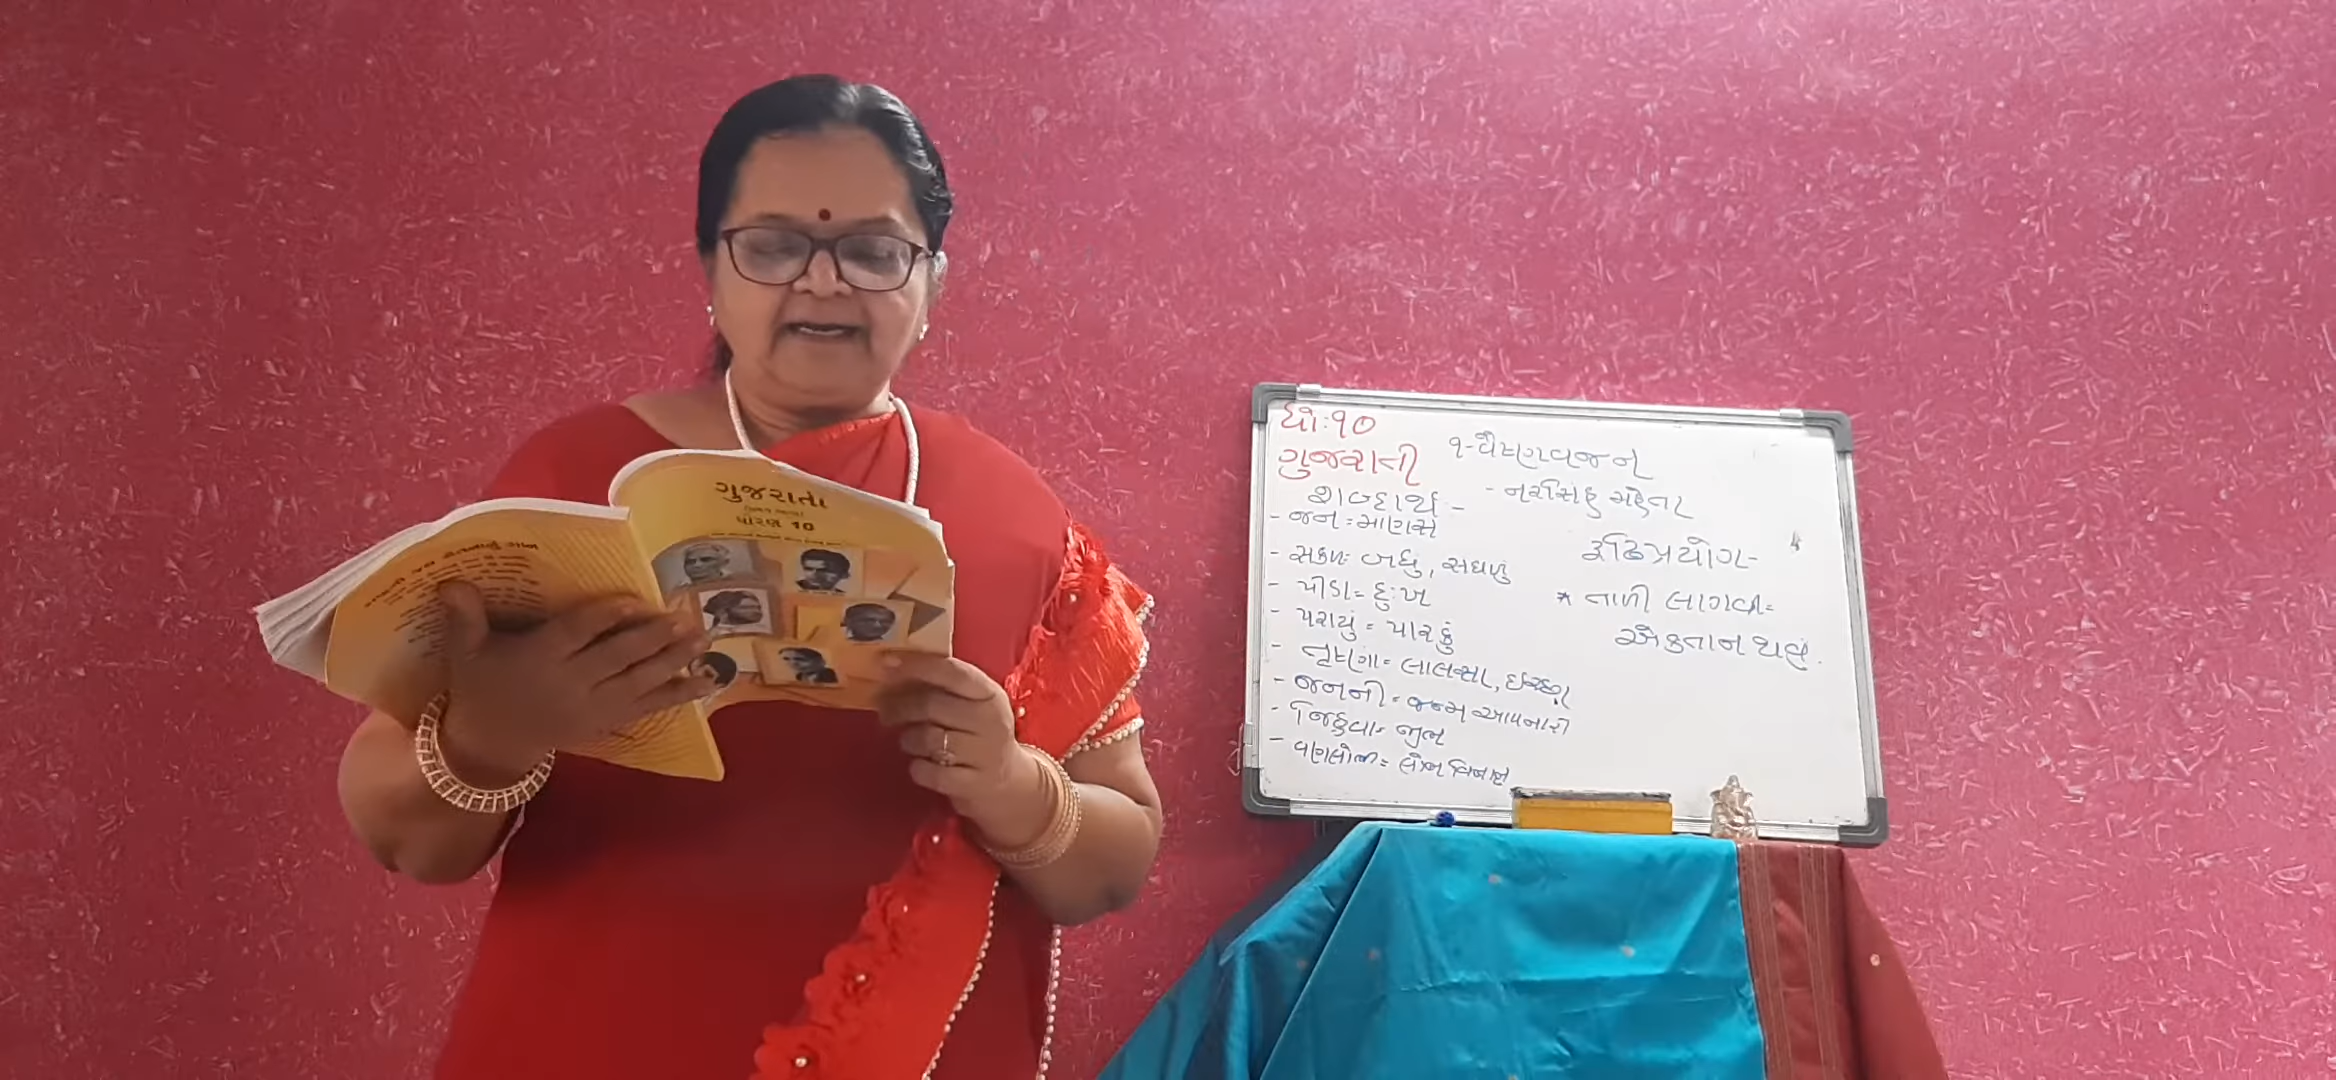 ગુજરાતી
ધોરણ 10
ધો:૧૦
ગુજરાતી
૧-વૈષ્ણવજન
- નરસિંહ મહેતા
શબ્દાર્થ -
- જન = માણસ
- સકળ = બધું, સઘળું
- પીડા = દુ:ખ
- પરાયું = પારકું
- તૃષ્ણા = લાલસા, ઈચ્છા
- જનની = જન્મ આપનારી
- જિહ્વા = જીભ
- વણલોભી = લોભ વિનાનું
રૂઢિપ્રયોગ -
* તાળી લાગવી =
એકતાન થવું.